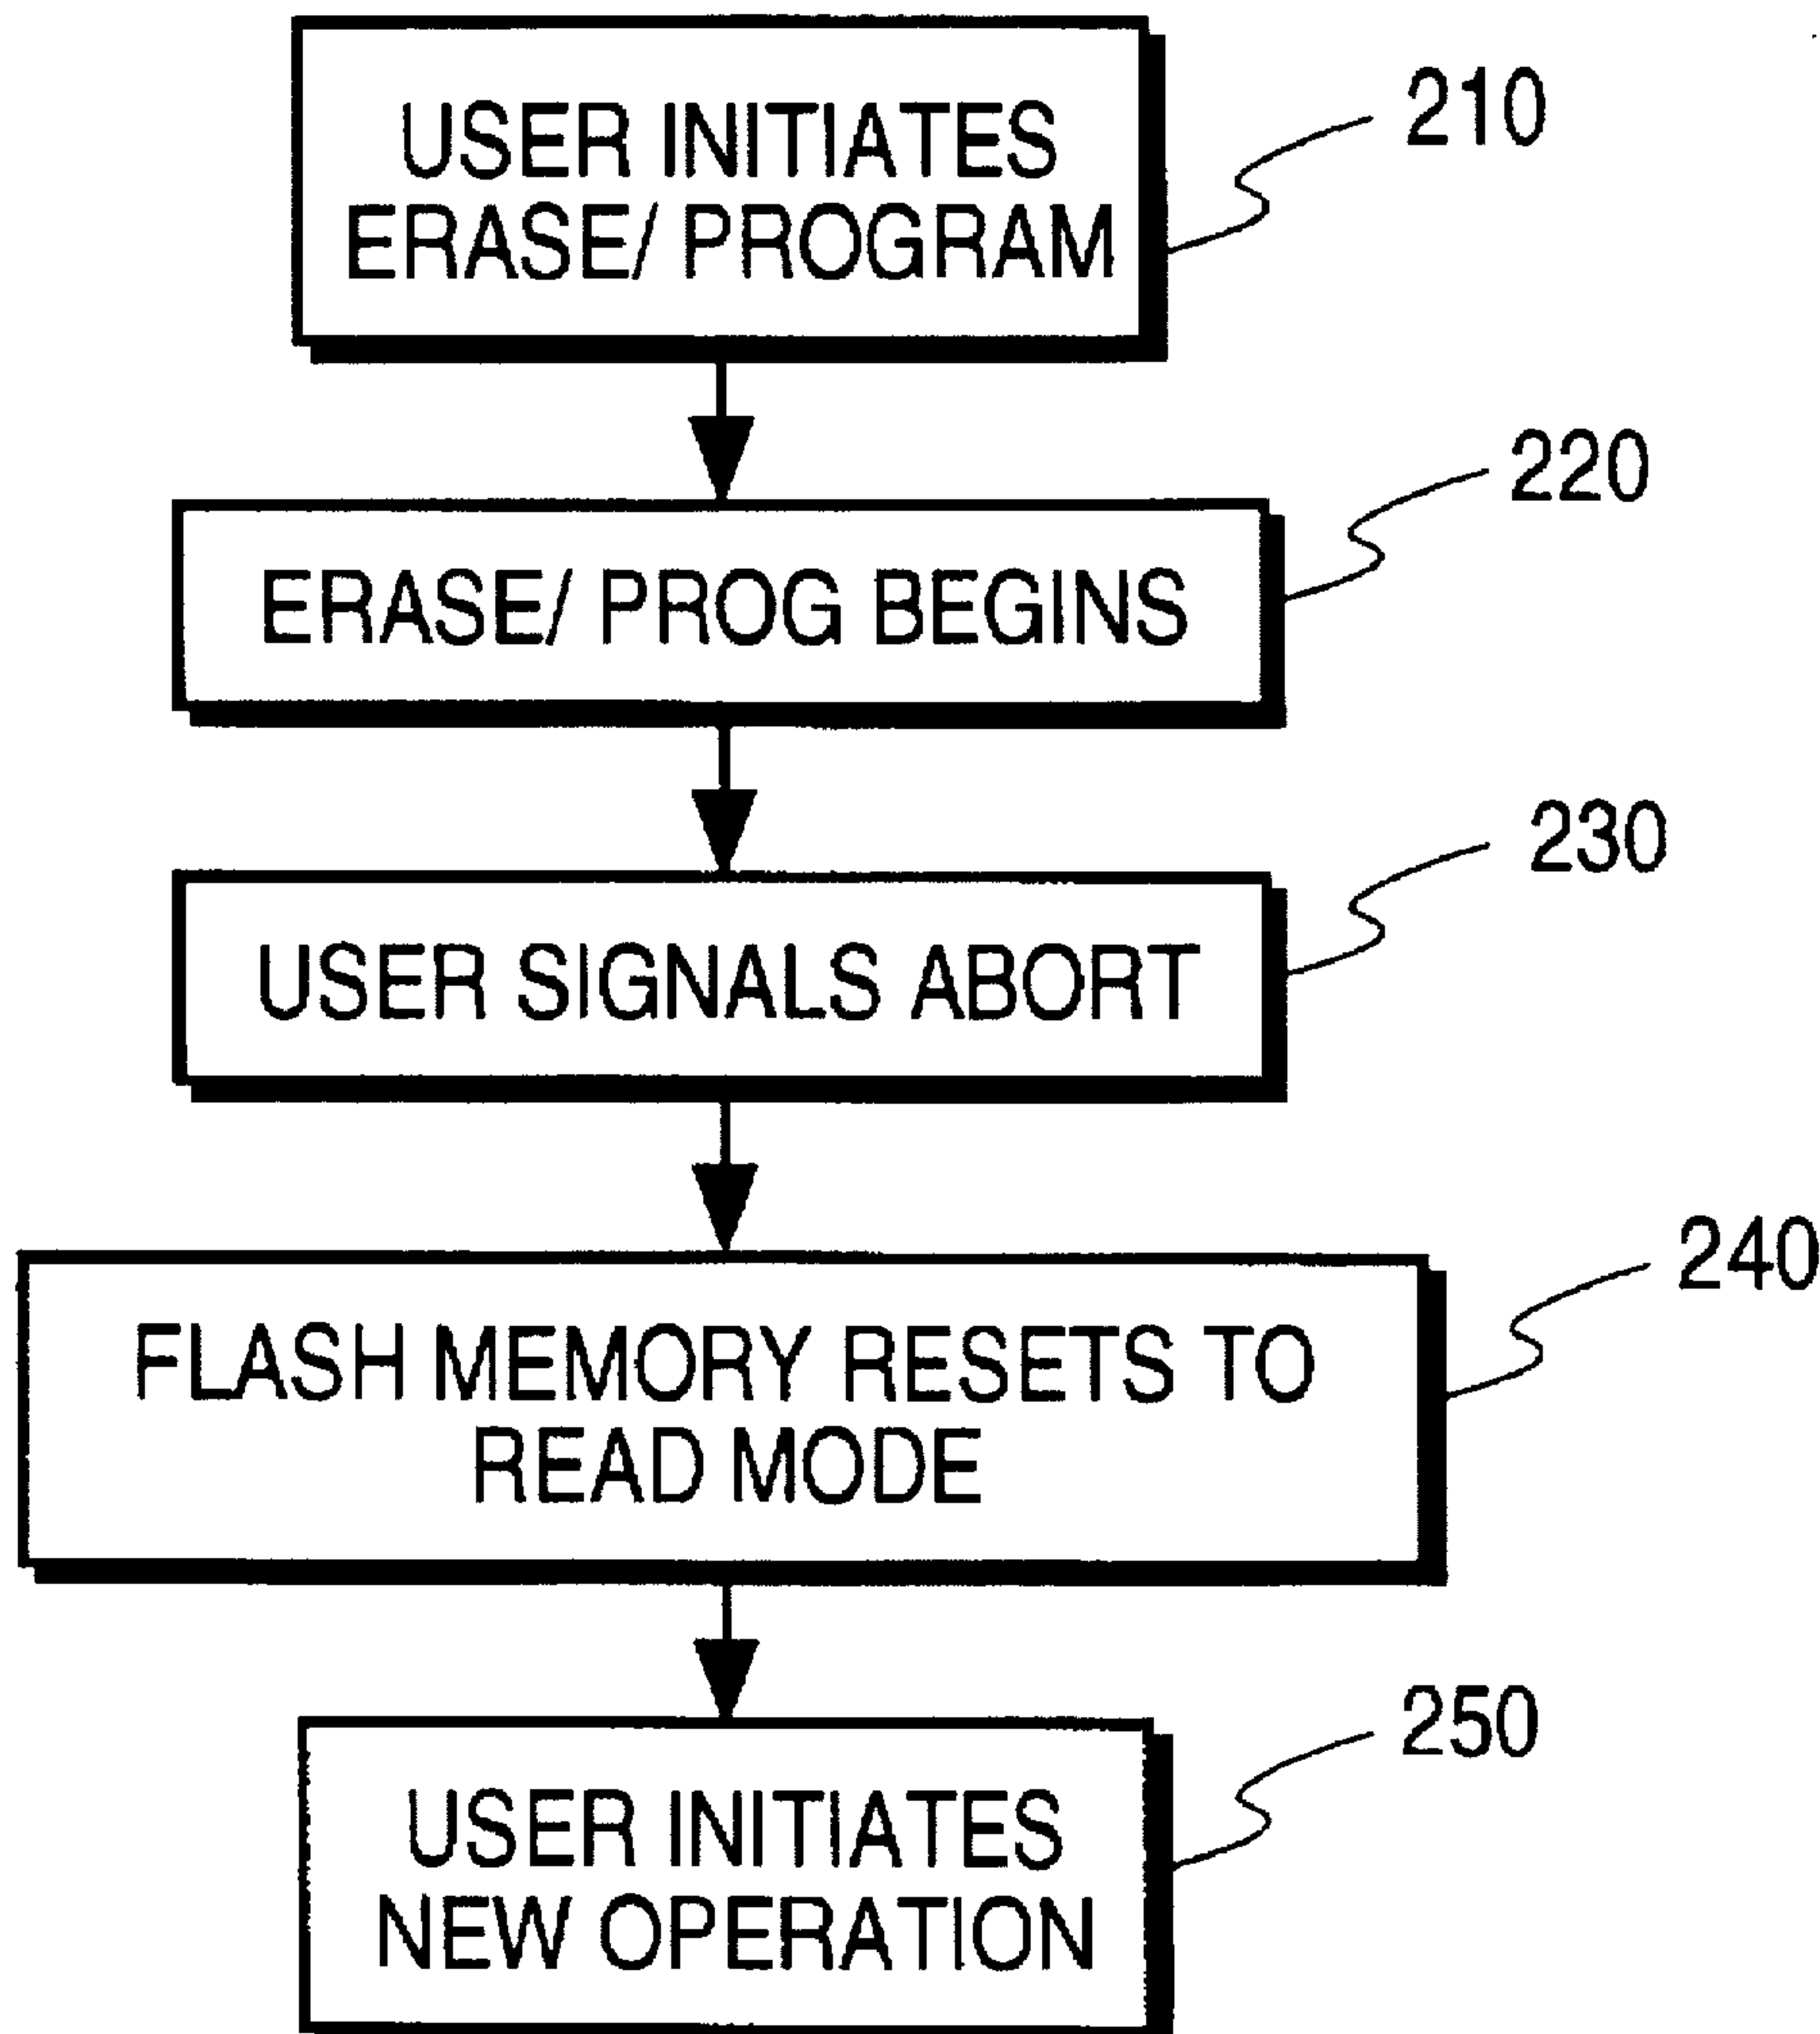 USER INITIATES
ERASE/ PROGRAM
210
ERASE/ PROG BEGINS
220
USER SIGNALS ABORT
230
FLASH MEMORY RESETS TO
READ MODE
240
USER INITIATES
NEW OPERATION
250